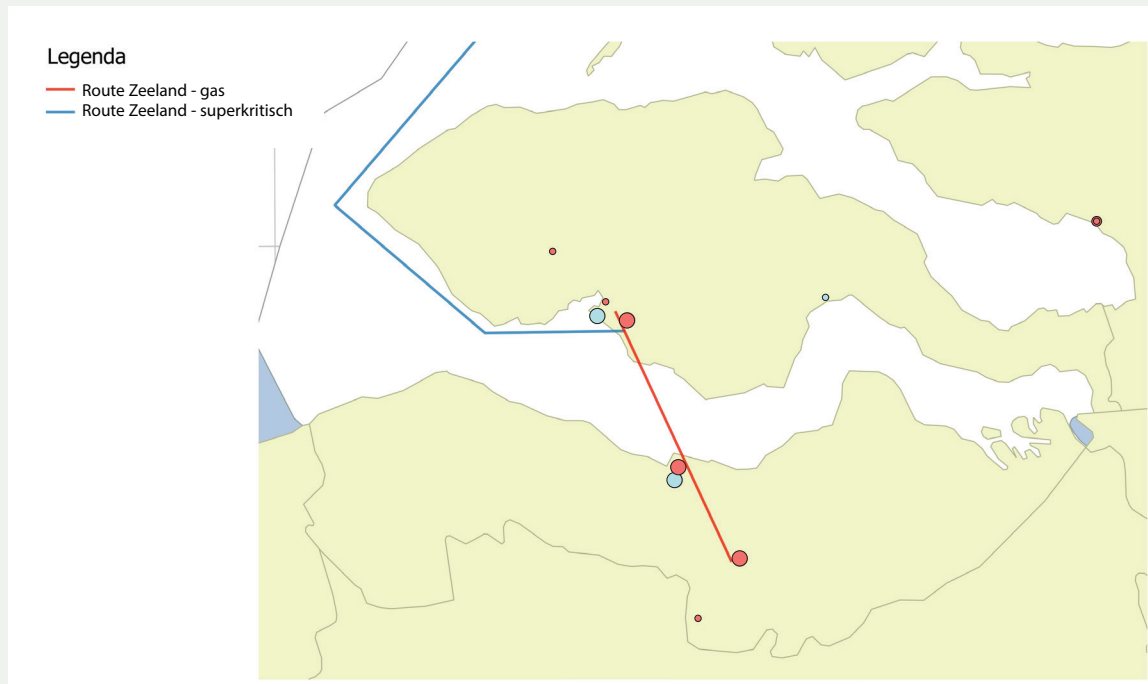 Legenda
Route Zeeland - gas
Route Zeeland - superkritisch